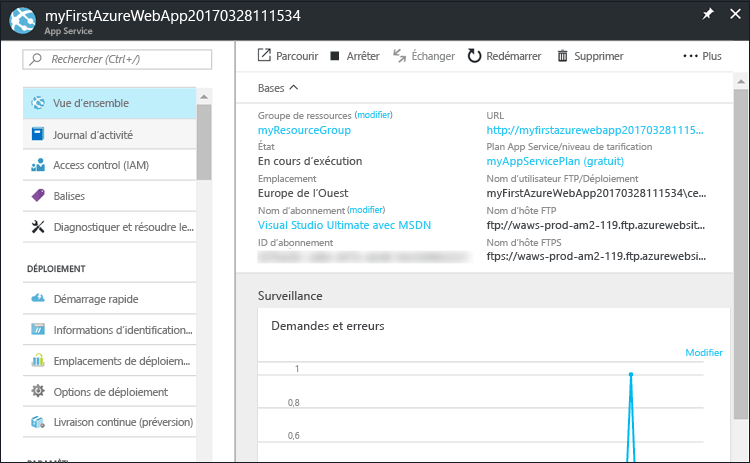 myFirstAzureWebApp20170328111534
App Service
Rechercher (Ctrl+/)
Vue d'ensemble
Journal d'activité
Access control (IAM)
Balises
Diagnostiquer et résoudre le...
DÉPLOIEMENT
Démarrage rapide
Informations d'identification...
Emplacements de déploiem...
Options de déploiement
Livraison continue (préversion)
Parcourir
Arrêter
Échanger
Redémarrer
Supprimer
Plus
Bases
Groupe de ressources (modifier)
myResourceGroup
État
En cours d'exécution
Emplacement
Europe de l'Ouest
Nom d'abonnement (modifier)
Visual Studio Ultimate avec MSDN
ID d'abonnement
URL
http://myfirstazurewebapp201703281115...
Plan App Service/niveau de tarification
myAppServicePlan (gratuit)
Nom d'utilisateur FTP/Déploiement
myFirstAzureWebApp20170328111534\ce...
Nom d'hôte FTP
ftp://waws-prod-am2-119.ftp.azurewebsit...
Nom d'hôte FTPS
ftps://waws-prod-am2-119.ftp.azurewebsi...
Surveillance
Demandes et erreurs
Modifier
1
0,8
0,6